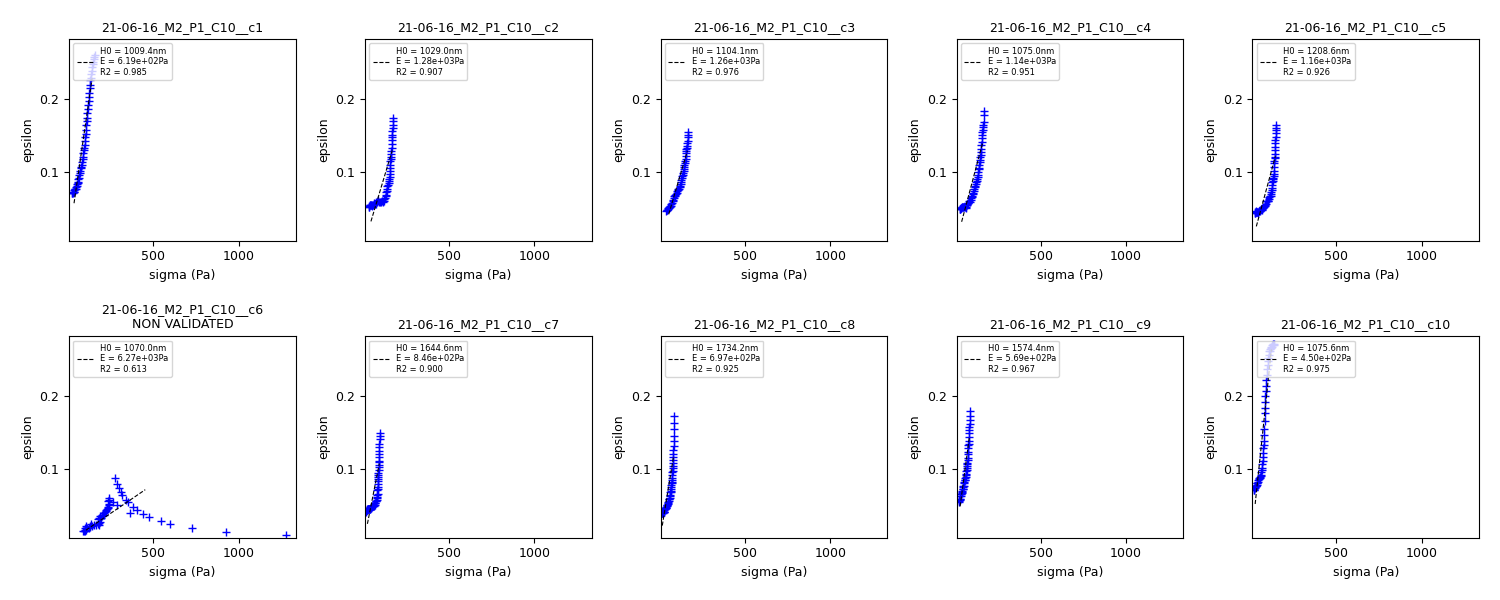 21-06-16_M2_P1_C10__c1
H0 = 1009.4nm
E = 6.19e+02Pa
R2 = 0.985
0.2
0.1
epsilon
500 1000
sigma (Pa)
21-06-16_M2_P1_C10__c2
H0 = 1029.0nm
E = 1.28e+03Pa
R2 = 0.907
0.2
0.1
epsilon
500 1000
sigma (Pa)
21-06-16_M2_P1_C10__c3
H0 = 1104.1nm
E = 1.26e+03Pa
R2 = 0.976
0.2
0.1
epsilon
500 1000
sigma (Pa)
21-06-16_M2_P1_C10__c4
H0 = 1075.0nm
E = 1.14e+03Pa
R2 = 0.951
0.2
0.1
epsilon
500 1000
sigma (Pa)
21-06-16_M2_P1_C10__c5
H0 = 1208.6nm
E = 1.16e+03Pa
R2 = 0.926
0.2
0.1
epsilon
500 1000
sigma (Pa)
21-06-16_M2_P1_C10__c6
NON VALIDATED
H0 = 1070.0nm
E = 6.27e+03Pa
R2 = 0.613
0.2
0.1
epsilon
500 1000
sigma (Pa)
21-06-16_M2_P1_C10__c7
H0 = 1644.6nm
E = 8.46e+02Pa
R2 = 0.900
0.2
0.1
epsilon
500 1000
sigma (Pa)
21-06-16_M2_P1_C10__c8
H0 = 1734.2nm
E = 6.97e+02Pa
R2 = 0.925
0.2
0.1
epsilon
500 1000
sigma (Pa)
21-06-16_M2_P1_C10__c9
H0 = 1574.4nm
E = 5.69e+02Pa
R2 = 0.967
0.2
0.1
epsilon
500 1000
sigma (Pa)
21-06-16_M2_P1_C10__c10
H0 = 1075.6nm
E = 4.50e+02Pa
R2 = 0.975
0.2
0.1
epsilon
500 1000
sigma (Pa)